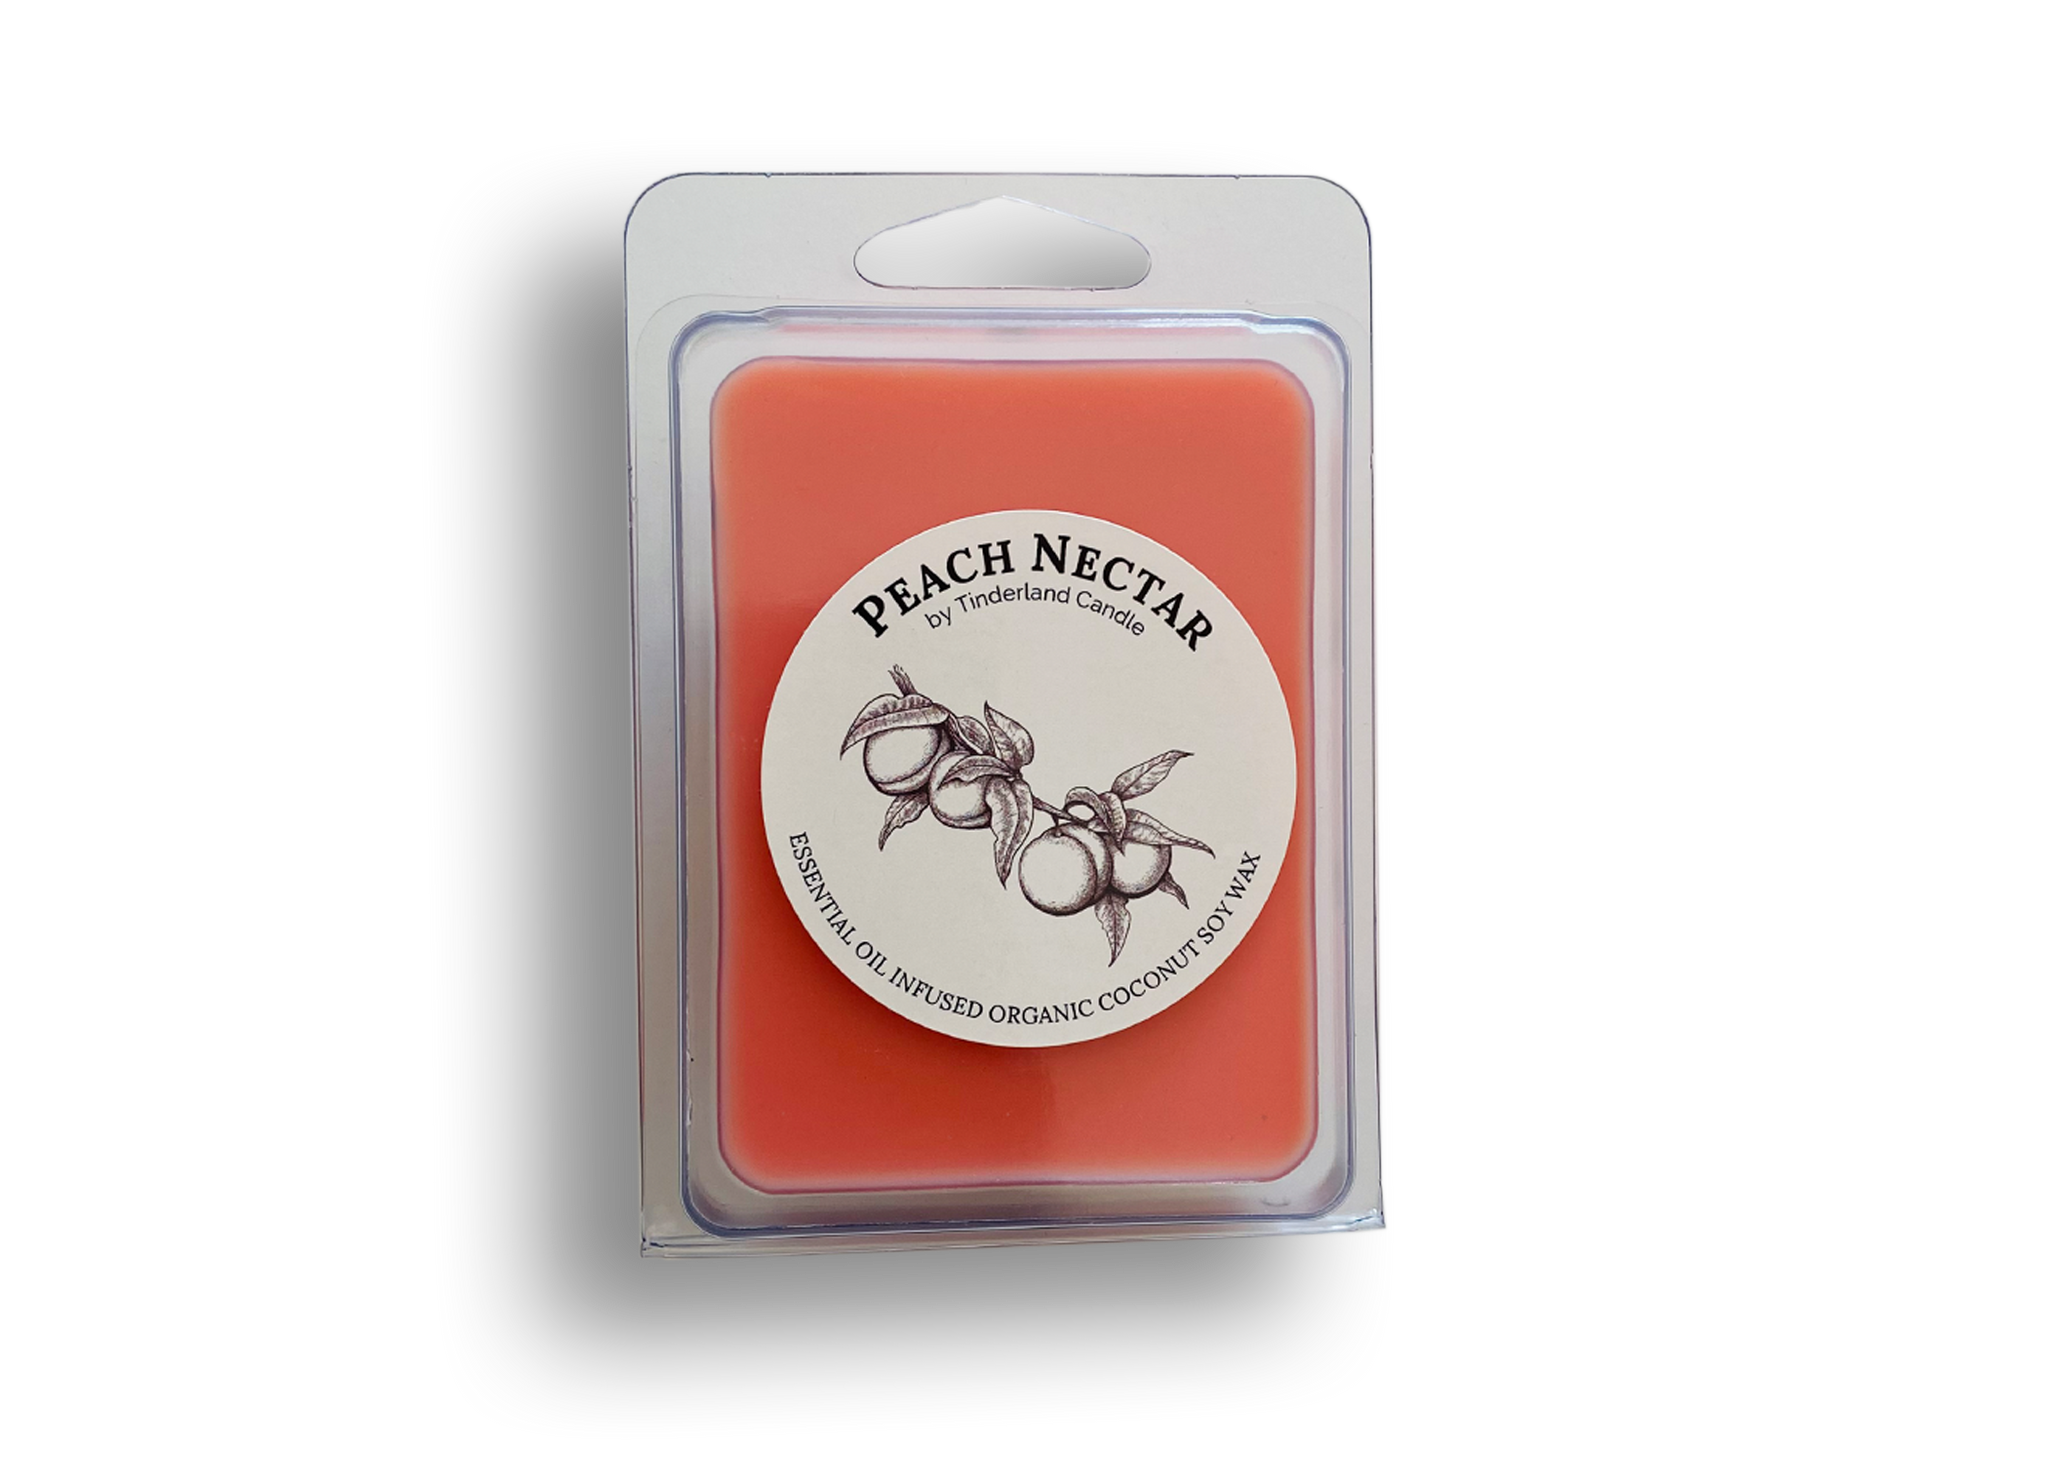 PEACH NECTAR
by Tinderland Candle
ESSENTIAL OIL INFUSED ORGANIC COCONUT SOY WAX